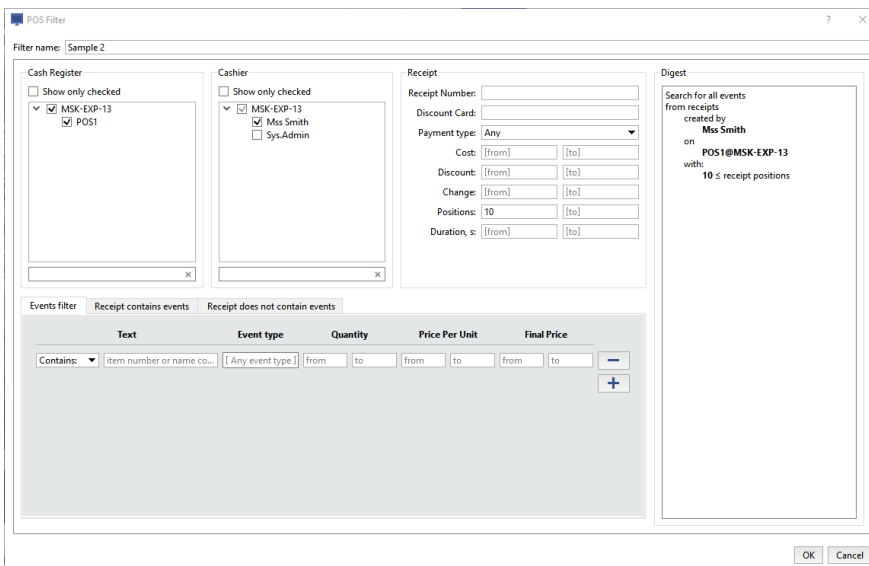 POS Filter
?
Filter name: Sample 2
Cash Register
Show only checked
MSK-EXP-13
POS1
Cashier
Show only checked
MSK-EXP-13
Mss Smith
Sys.Admin
Receipt
Receipt Number:
Discount Card:
Payment type: Any
Cost: [from] [to]
Discount: [from] [to]
Change: [from] [to]
Positions: 10 [to]
Duration, s: [from] [to]
Digest
Search for all events
from receipts
created by
Mss Smith
on
POS1@MSK-EXP-13
with:
10 ≤ receipt positions
Events filter Receipt contains events Receipt does not contain events
Text Event type Quantity Price Per Unit Final Price
Contains: item number or name co... [ Any event type ] from to from to from to
OK Cancel